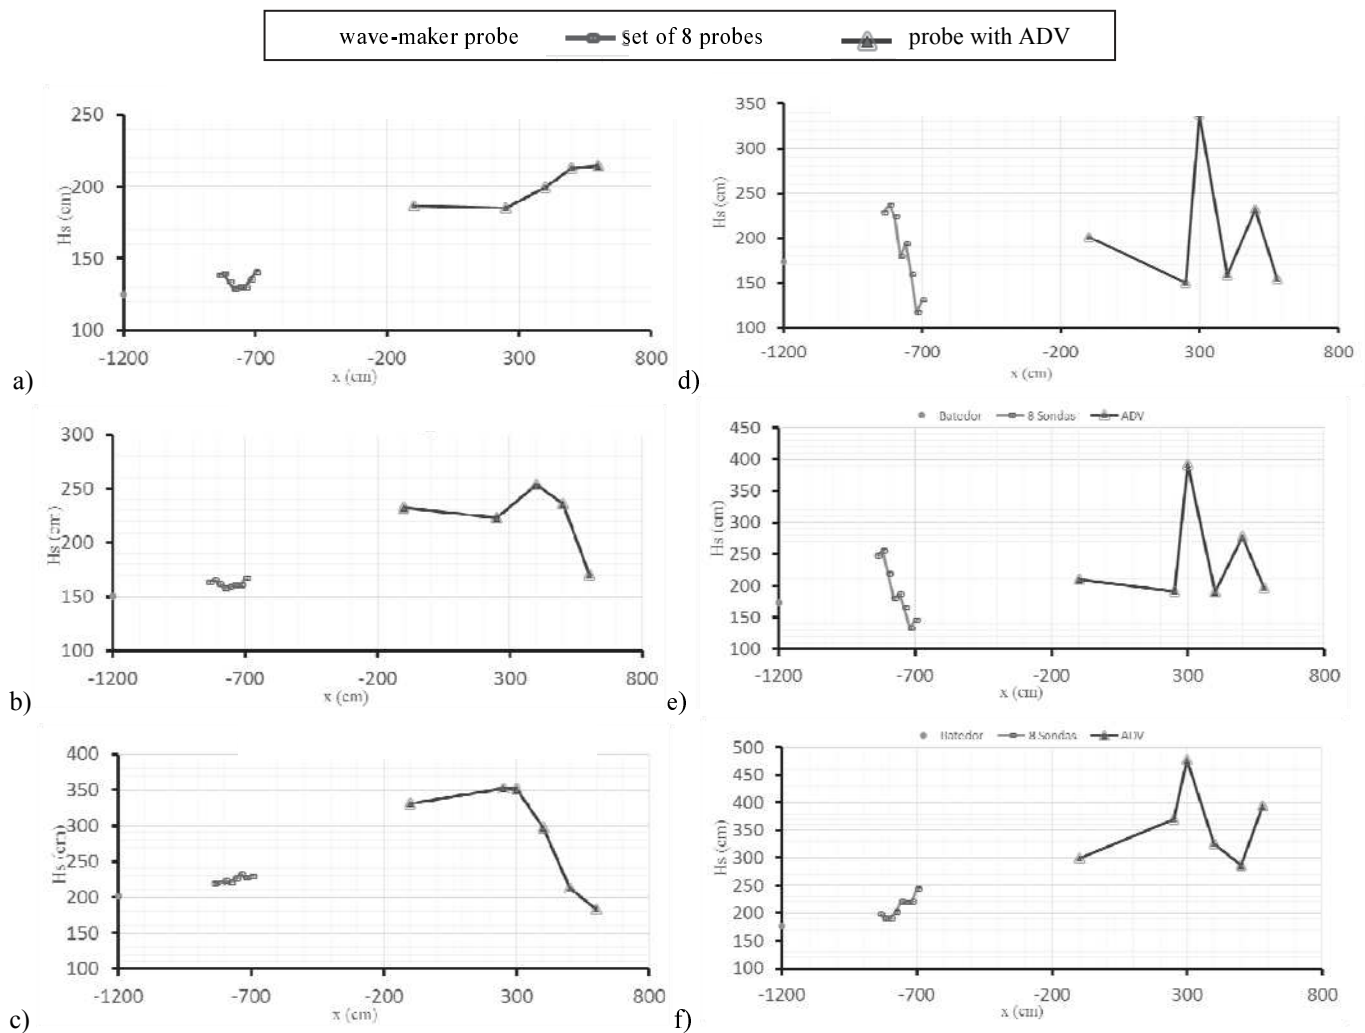 wave-maker probe set of 8 probes probe with ADV
250
200
150
100
Hs (cm)
-1200 -700 300 800
x (cm)
a)
350
300
250
200
150
100
Hs (cm)
-1200 -700 -200 300 800
x (cm)
d)
300
250
200
150
100
Hs (cm)
-1200 -700 -200 300 800
x (cm)
b)
Batedor 8 Sondas ADV
450
400
350
300
250
200
150
100
Hs (cm)
-1200 -700 -200 300 800
x (cm)
e)
400
350
300
250
200
150
100
Hs (cm)
-1200 -700 -200 300 800
x (cm)
c)
Batedor 8 Sondas ADV
500
450
400
350
300
250
200
150
100
Hs (cm)
-1200 -700 -200 300 800
x (cm)
f)